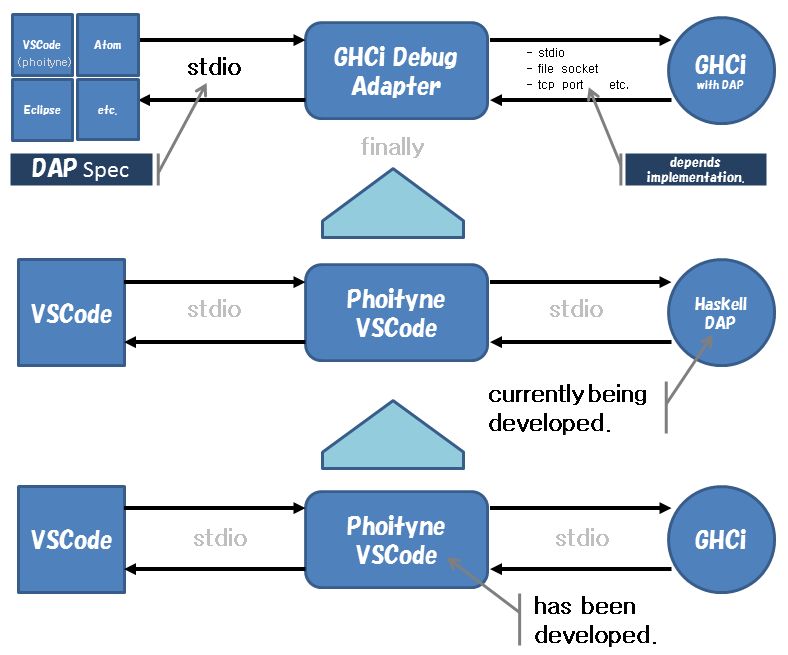 VSCode
(phoityne)
Atom
Eclipse
etc.
stdio
GHCi Debug
Adapter
- stdio
- file socket
- tcp port etc.
GHCi
with DAP
DAP Spec
finally
depends
implementation.
VSCode
stdio
Phoityne
VSCode
stdio
Haskell
DAP
currently being
developed.
VSCode
stdio
Phoityne
VSCode
stdio
GHCi
has been
developed.